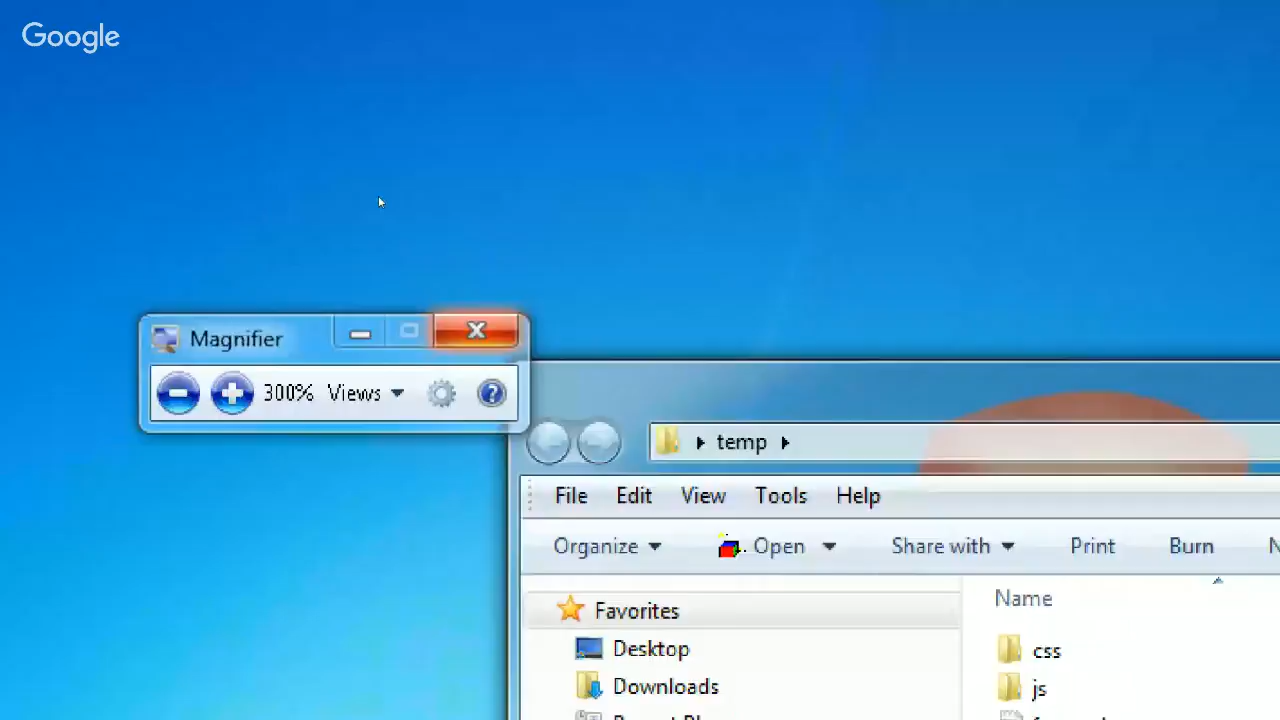 Google
Magnifier
300% Views
temp
File Edit View Tools Help
Organize Open Share with Print Burn
Favorites
Name
Desktop
css
Downloads
js